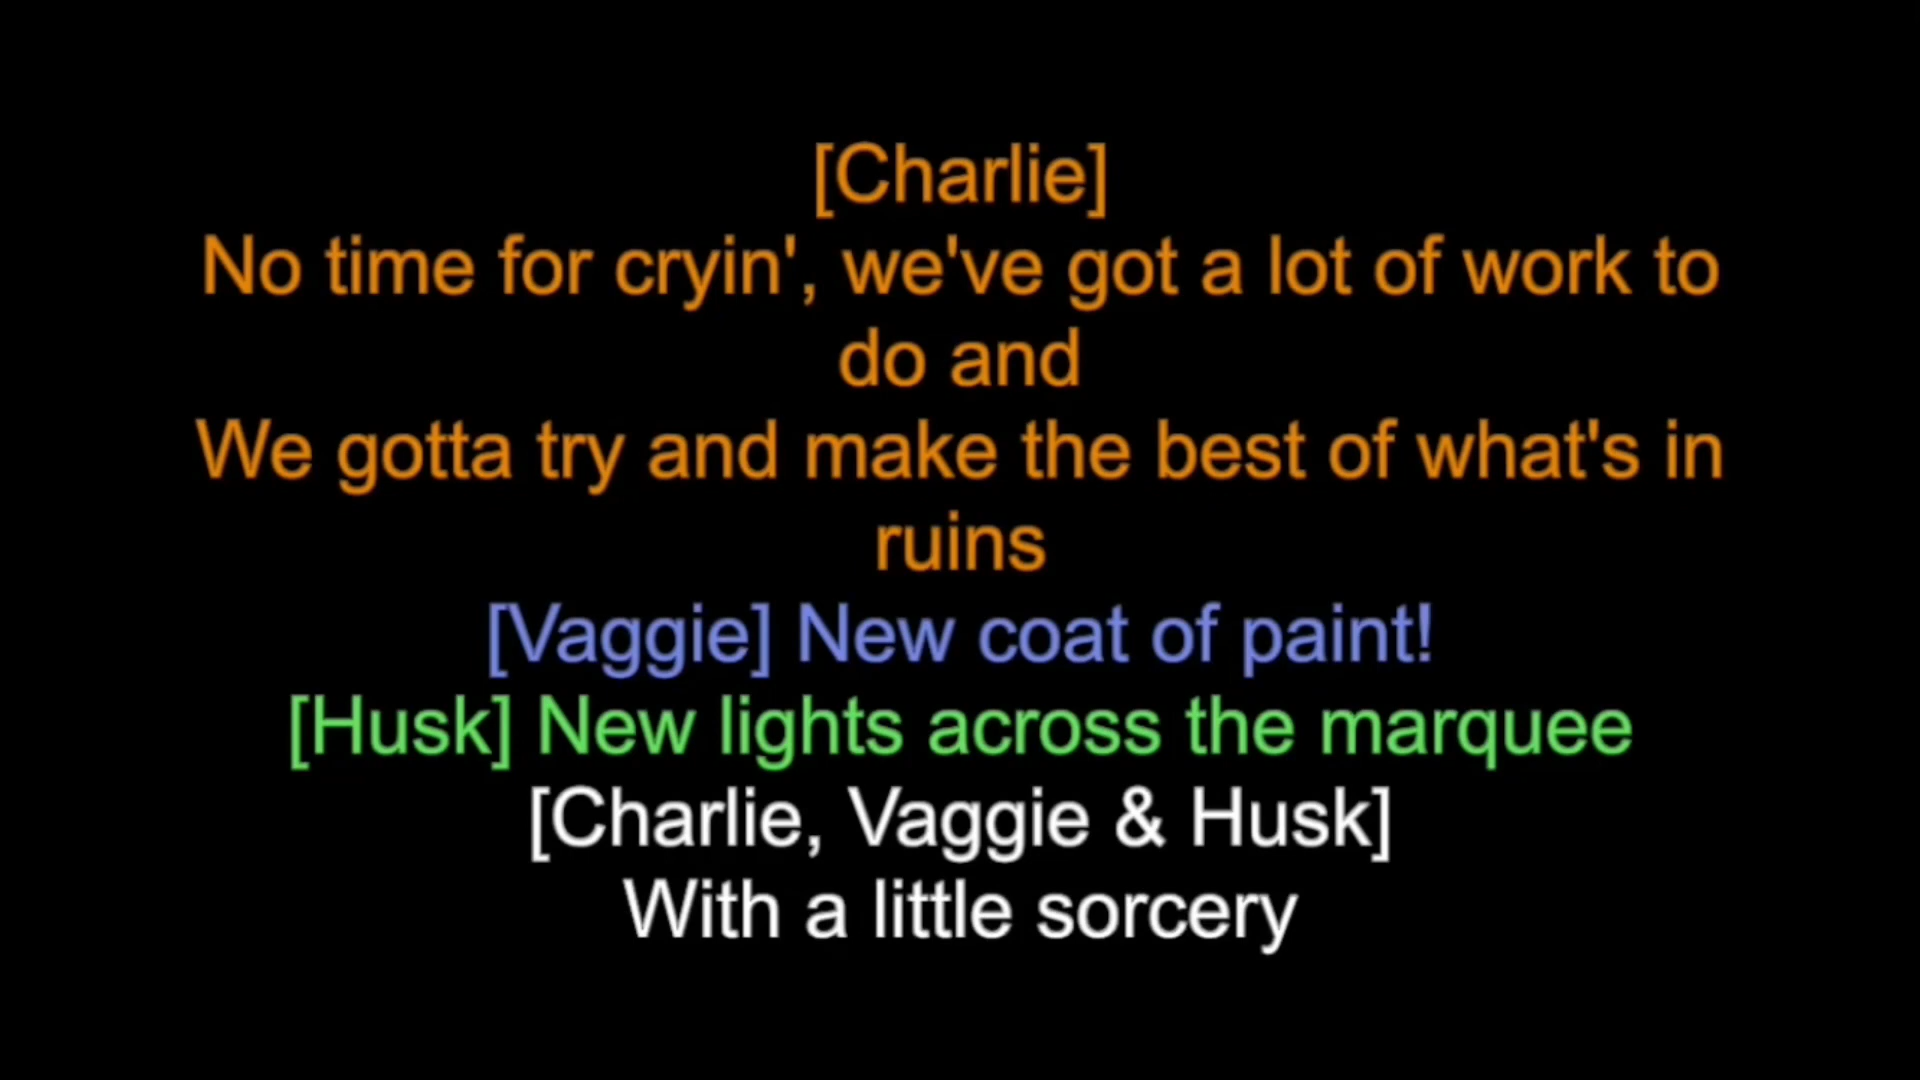 [Charlie]
No time for cryin', we've got a lot of work to
do and
We gotta try and make the best of what's in
ruins
[Vaggie] New coat of paint!
[Husk] New lights across the marquee
[Charlie, Vaggie & Husk]
With a little sorcery